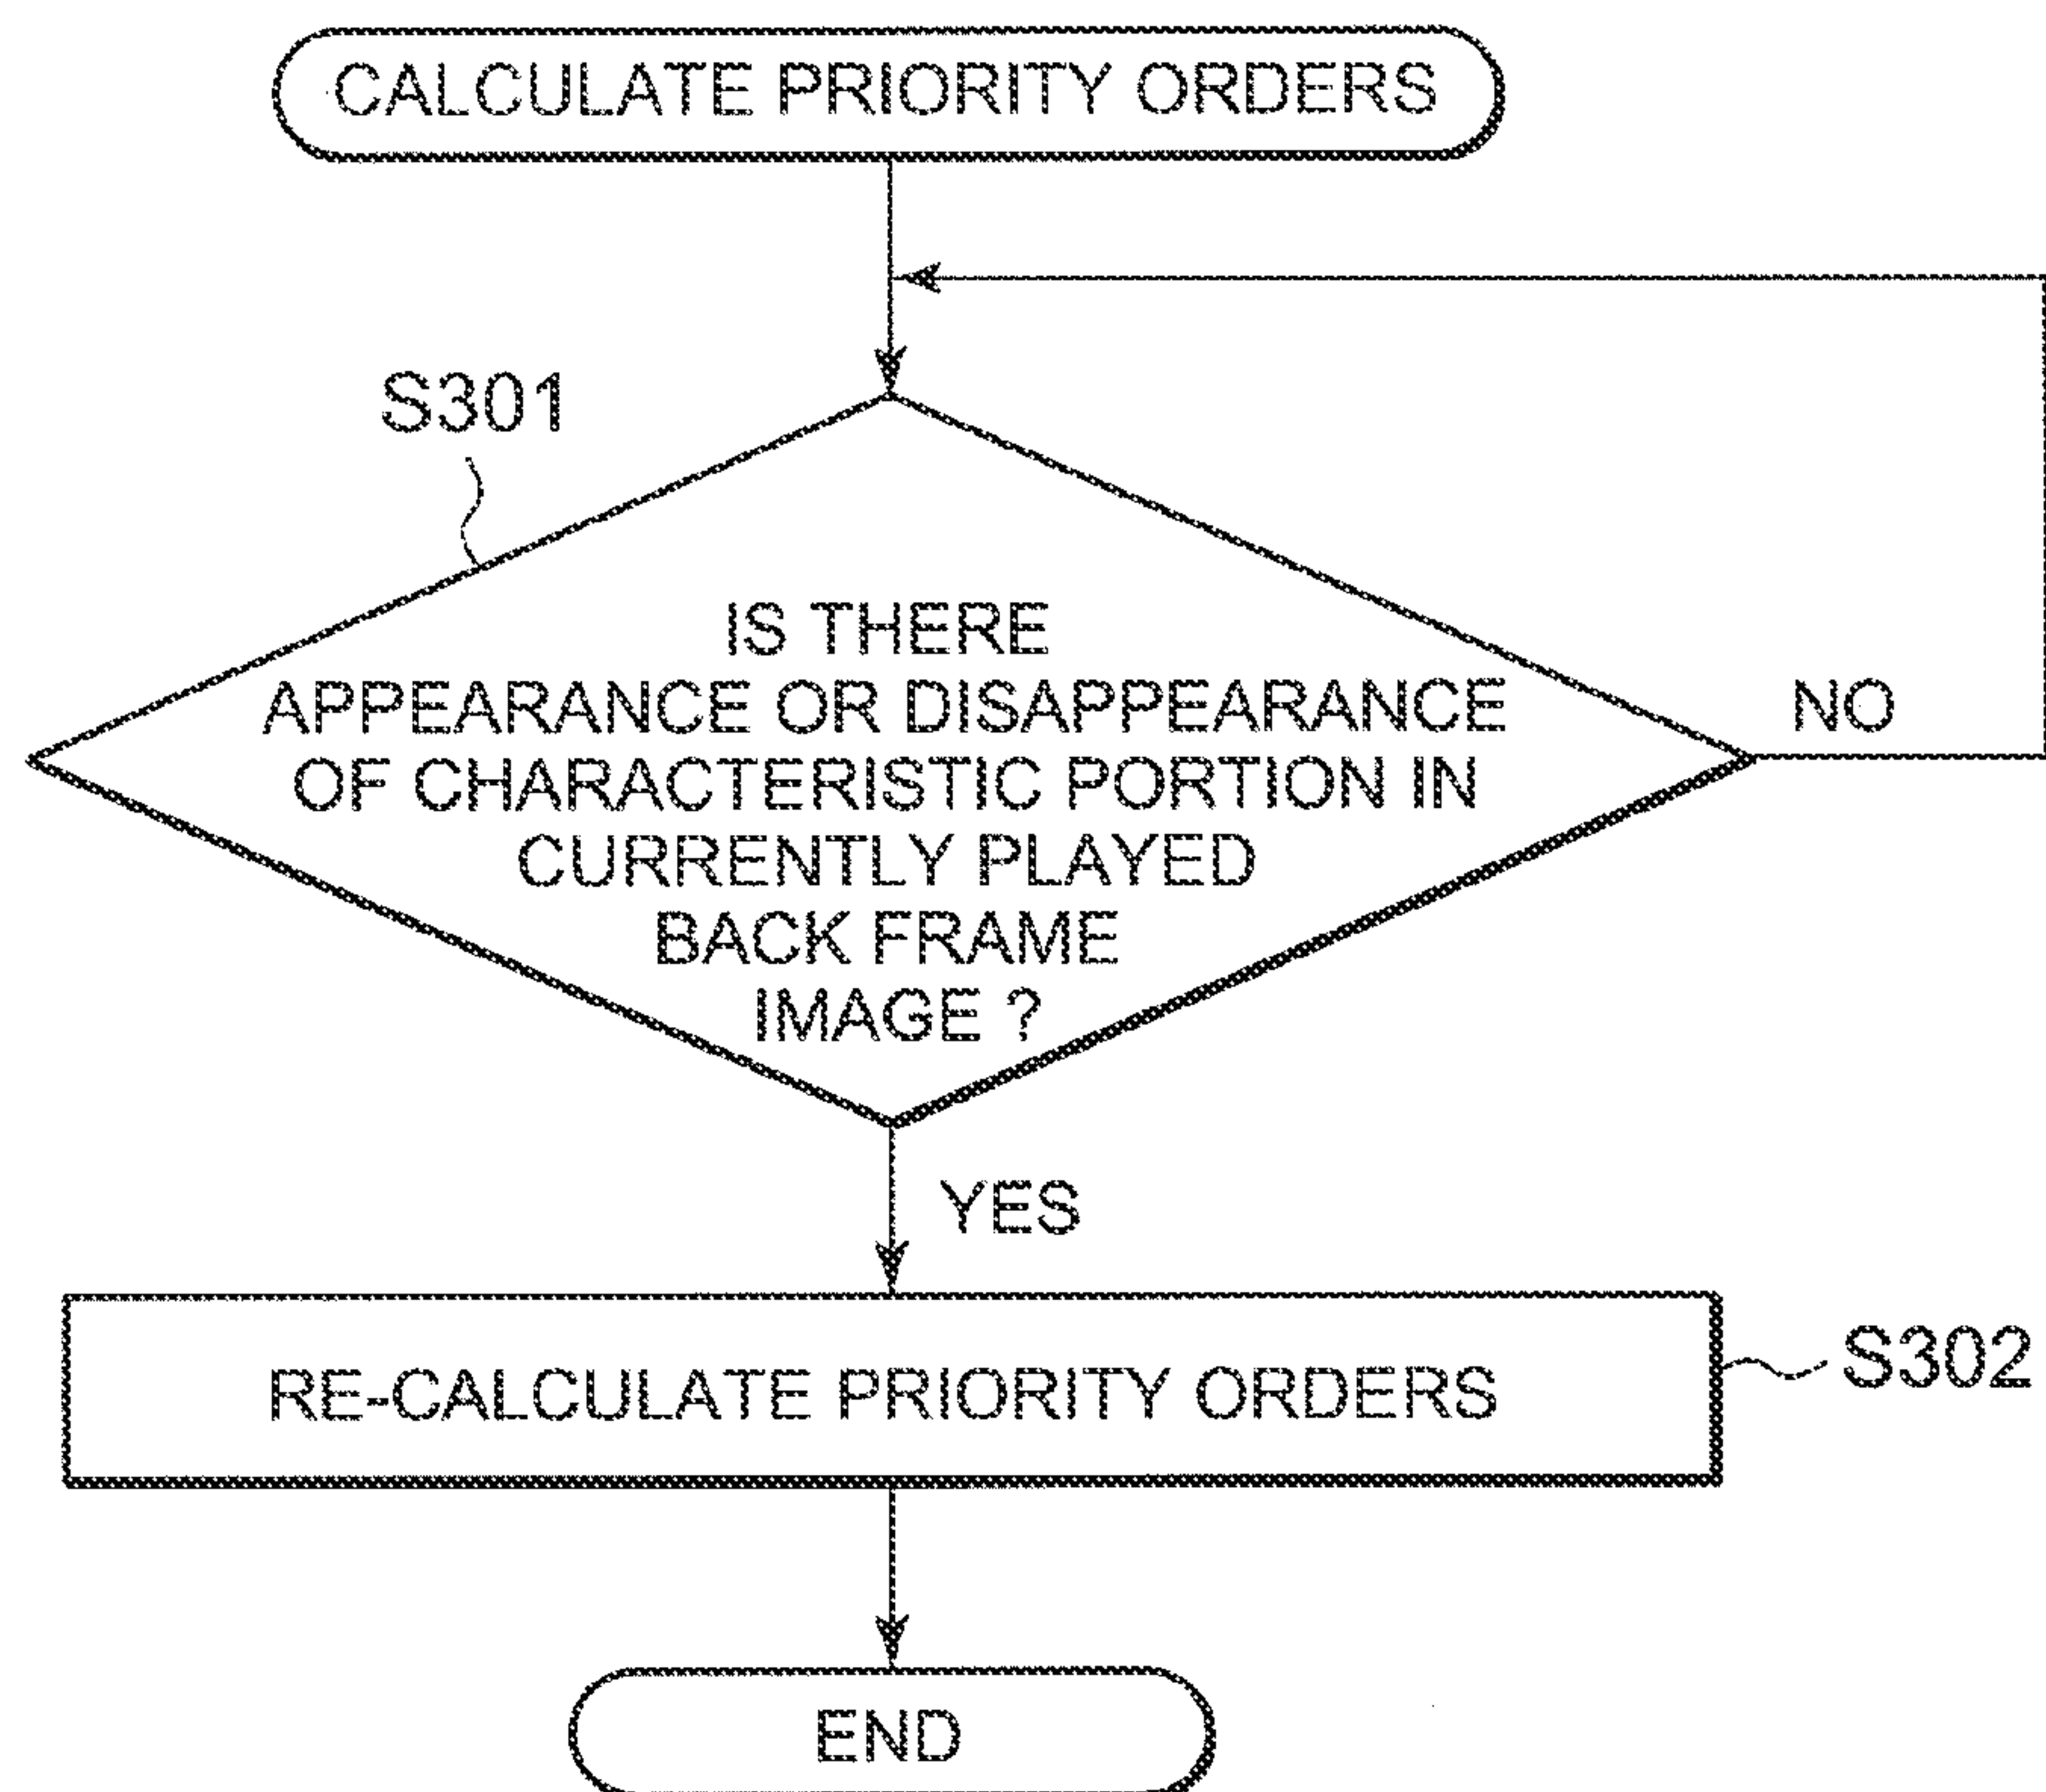 CALCULATE PRIORITY ORDERS
S301
IS THERE
APPEARANCE OR DISAPPEARANCE
OF CHARACTERISTIC PORTION IN
CURRENTLY PLAYED
BACK FRAME
IMAGE ?
NO
YES
RE-CALCULATE PRIORITY ORDERS
S302
END